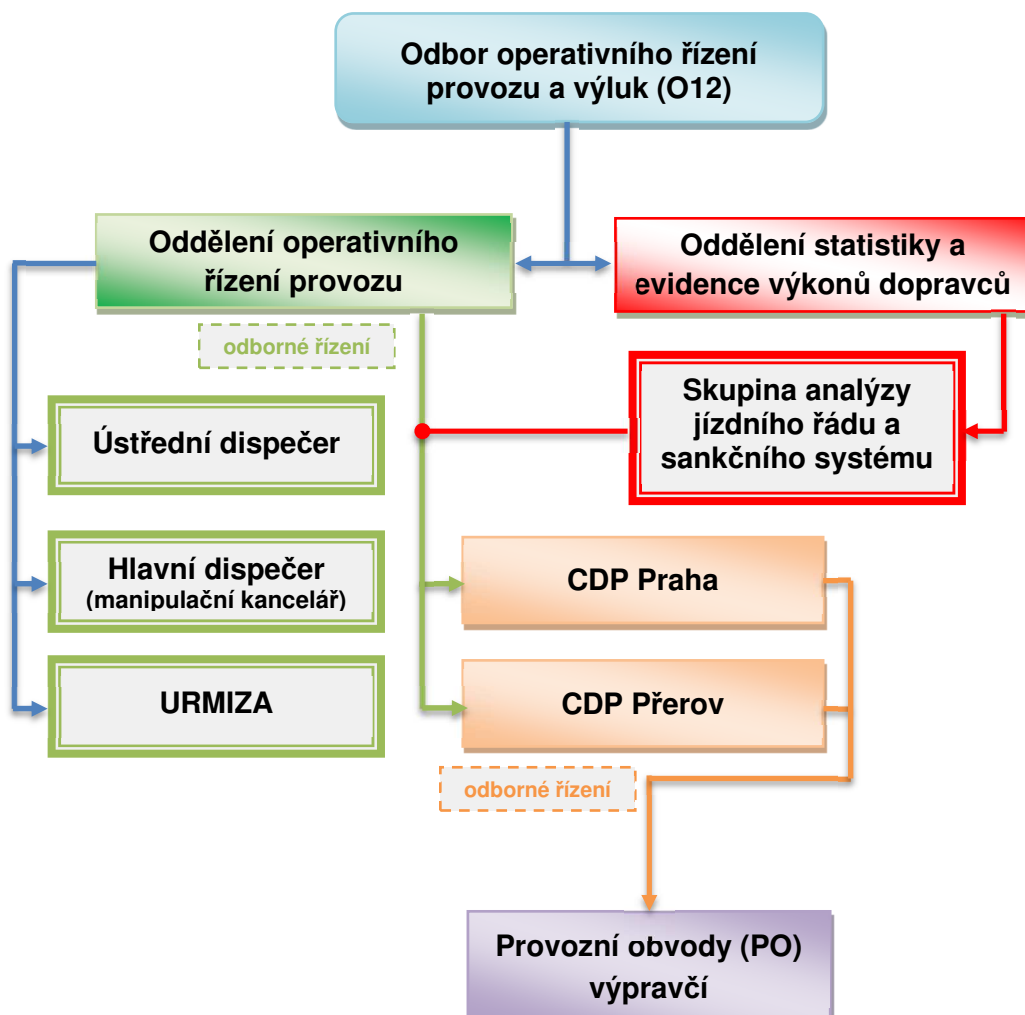 Odbor operativního řízení
provozu a výluk (O12)
Oddělení operativního
řízení provozu
Oddělení statistiky a
evidence výkonů dopravců
odborné řízení
Skupina analýzy
jízdního řádu a
sankčního systému
Ústřední dispečer
Hlavní dispečer
(manipulační kancelář)
CDP Praha
URMIZA
CDP Přerov
odborné řízení
Provozní obvody (PO)
výpravčí